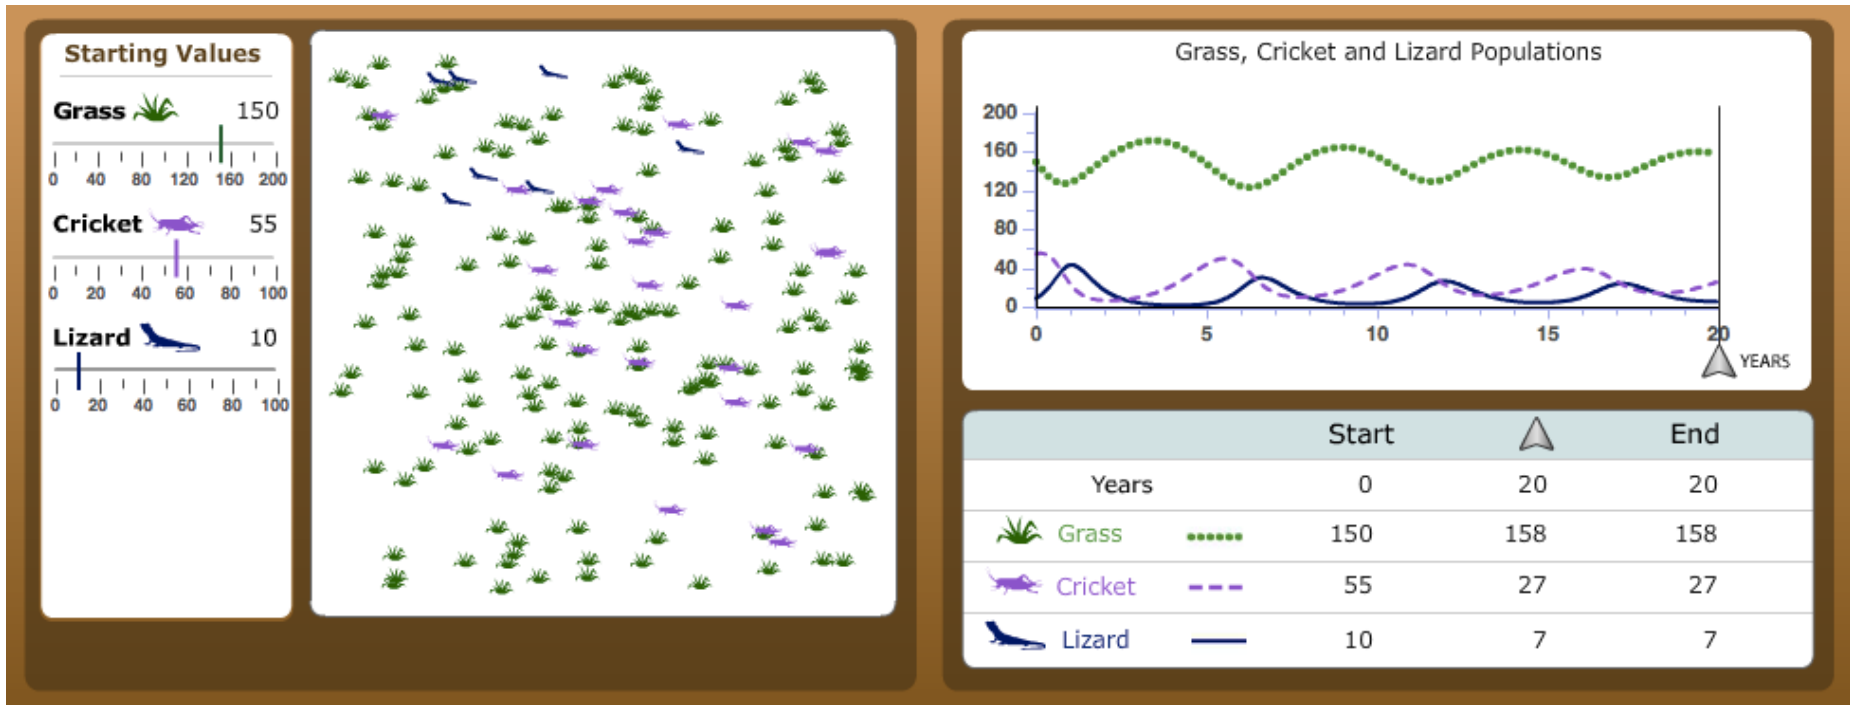 Starting Values
Grass 150
0 40 80 120 160 200
Cricket 55
0 20 40 60 80 100
Lizard 10
0 20 40 60 80 100
Grass, Cricket and Lizard Populations
200
160
120
80
40
0
0 5 10 15 20
YEARS
Start End
Years 0 20 20
Grass 150 158 158
Cricket 55 27 27
Lizard 10 7 7